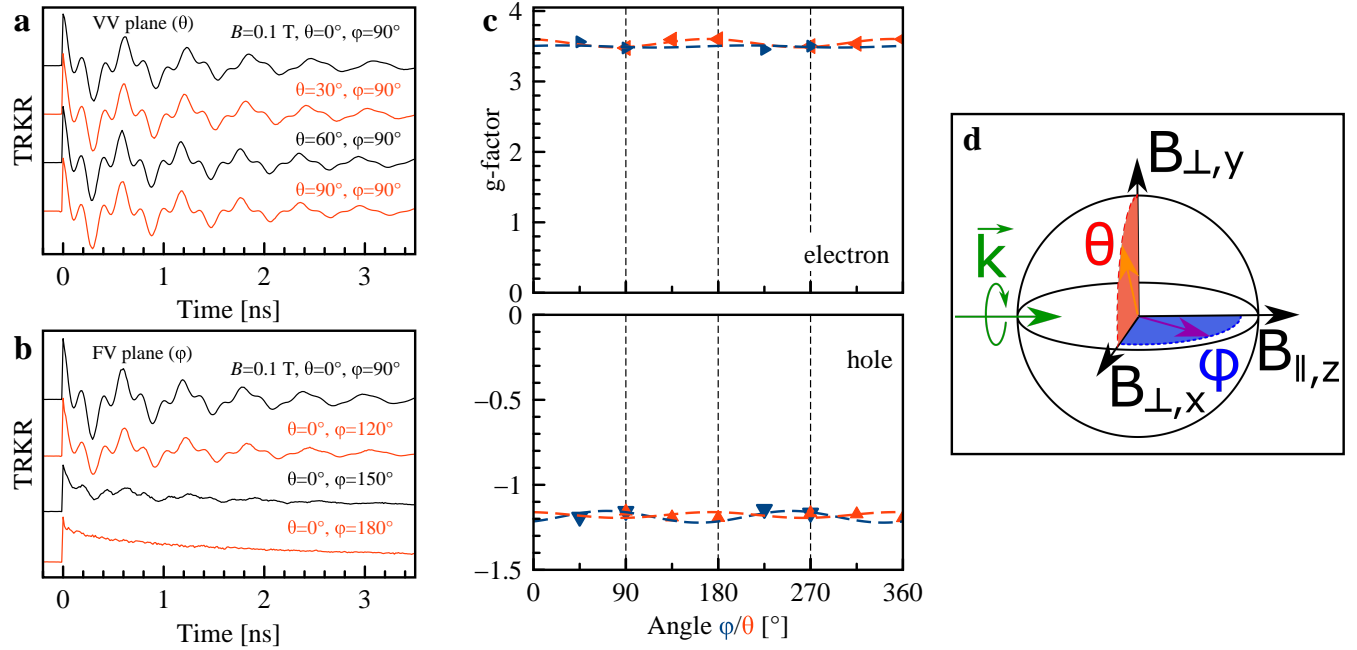 a
VV plane (θ)
B=0.1 T, θ=0°, φ=90°
θ=30°, φ=90°
θ=60°, φ=90°
θ=90°, φ=90°
TRKR
0 1 2 3
Time [ns]
b
FV plane (φ)
B=0.1 T, θ=0°, φ=90°
θ=0°, φ=120°
θ=0°, φ=150°
θ=0°, φ=180°
TRKR
0 1 2 3
Time [ns]
c
4
3
2
1
0
g-factor
electron
0
−0.5
−1
−1.5
hole
0 90 180 270 360
Angle φ/θ [°]
d
B⊥,y
k⃗
θ
φ
B∥,z
B⊥,x